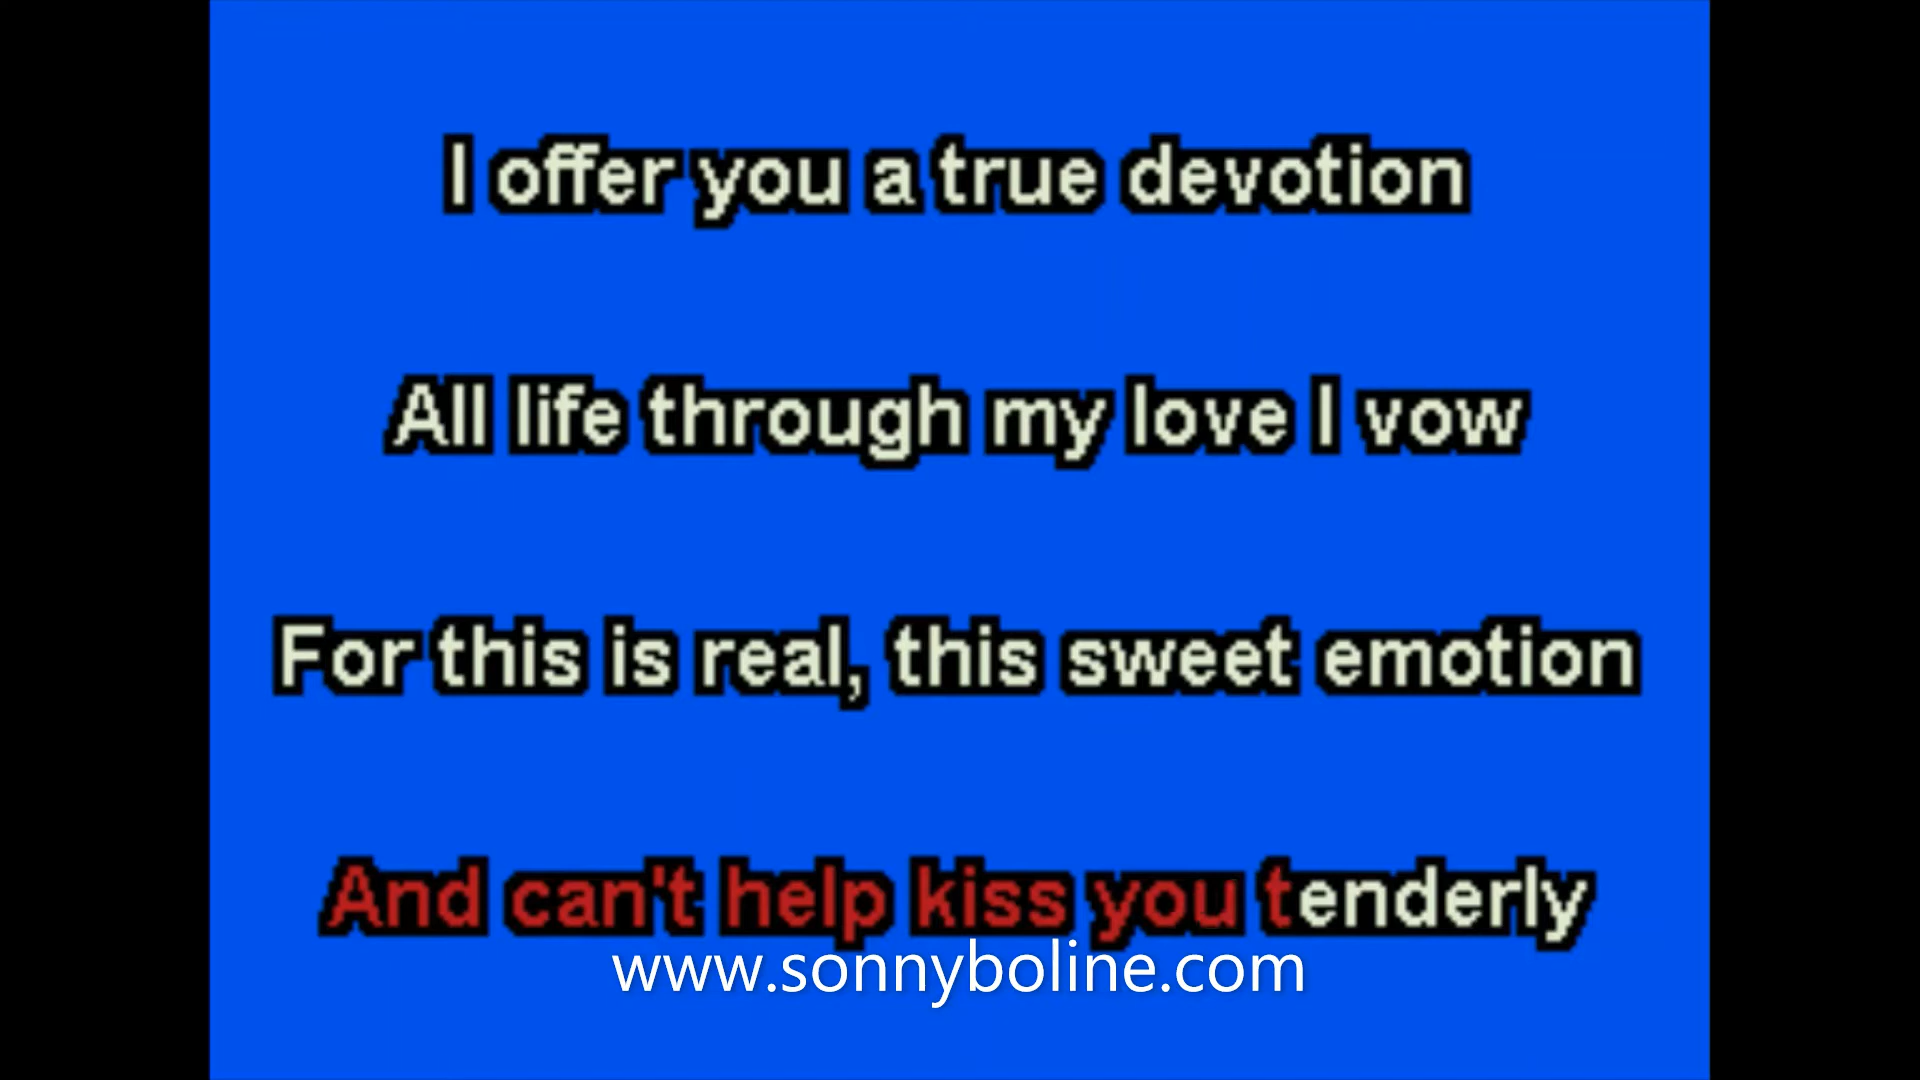 I offer you a true devotion
All life through my love I vow
For this is real, this sweet emotion
And can't help kiss you tenderly
www.sonnyboline.com